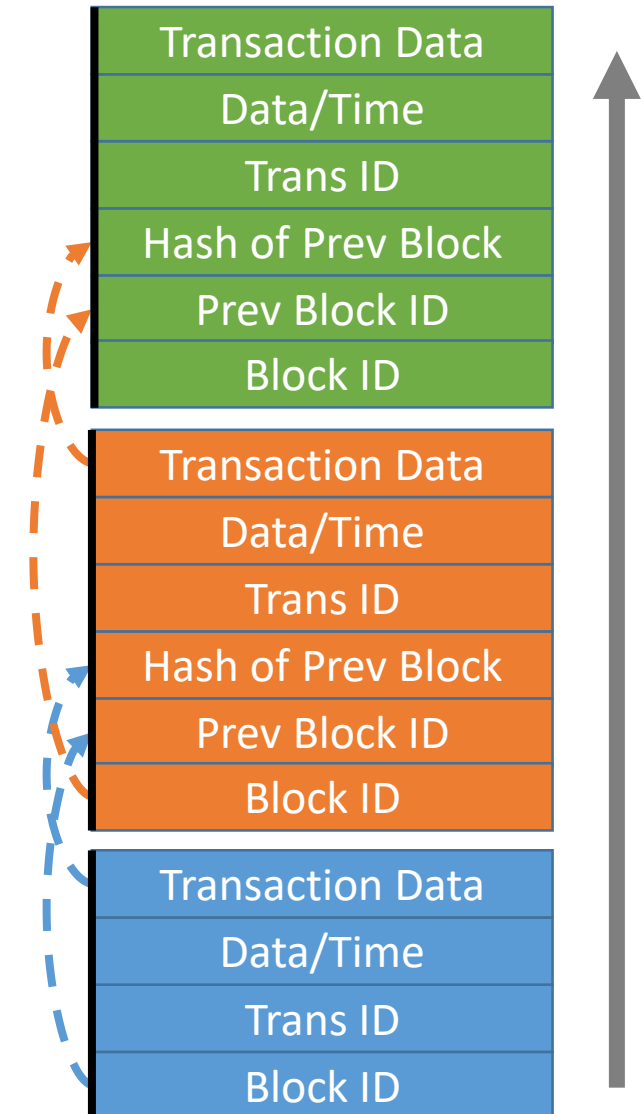 Transaction Data
Data/Time
Trans ID
Hash of Prev Block
Prev Block ID
Block ID
Transaction Data
Data/Time
Trans ID
Hash of Prev Block
Prev Block ID
Block ID
Transaction Data
Data/Time
Trans ID
Block ID